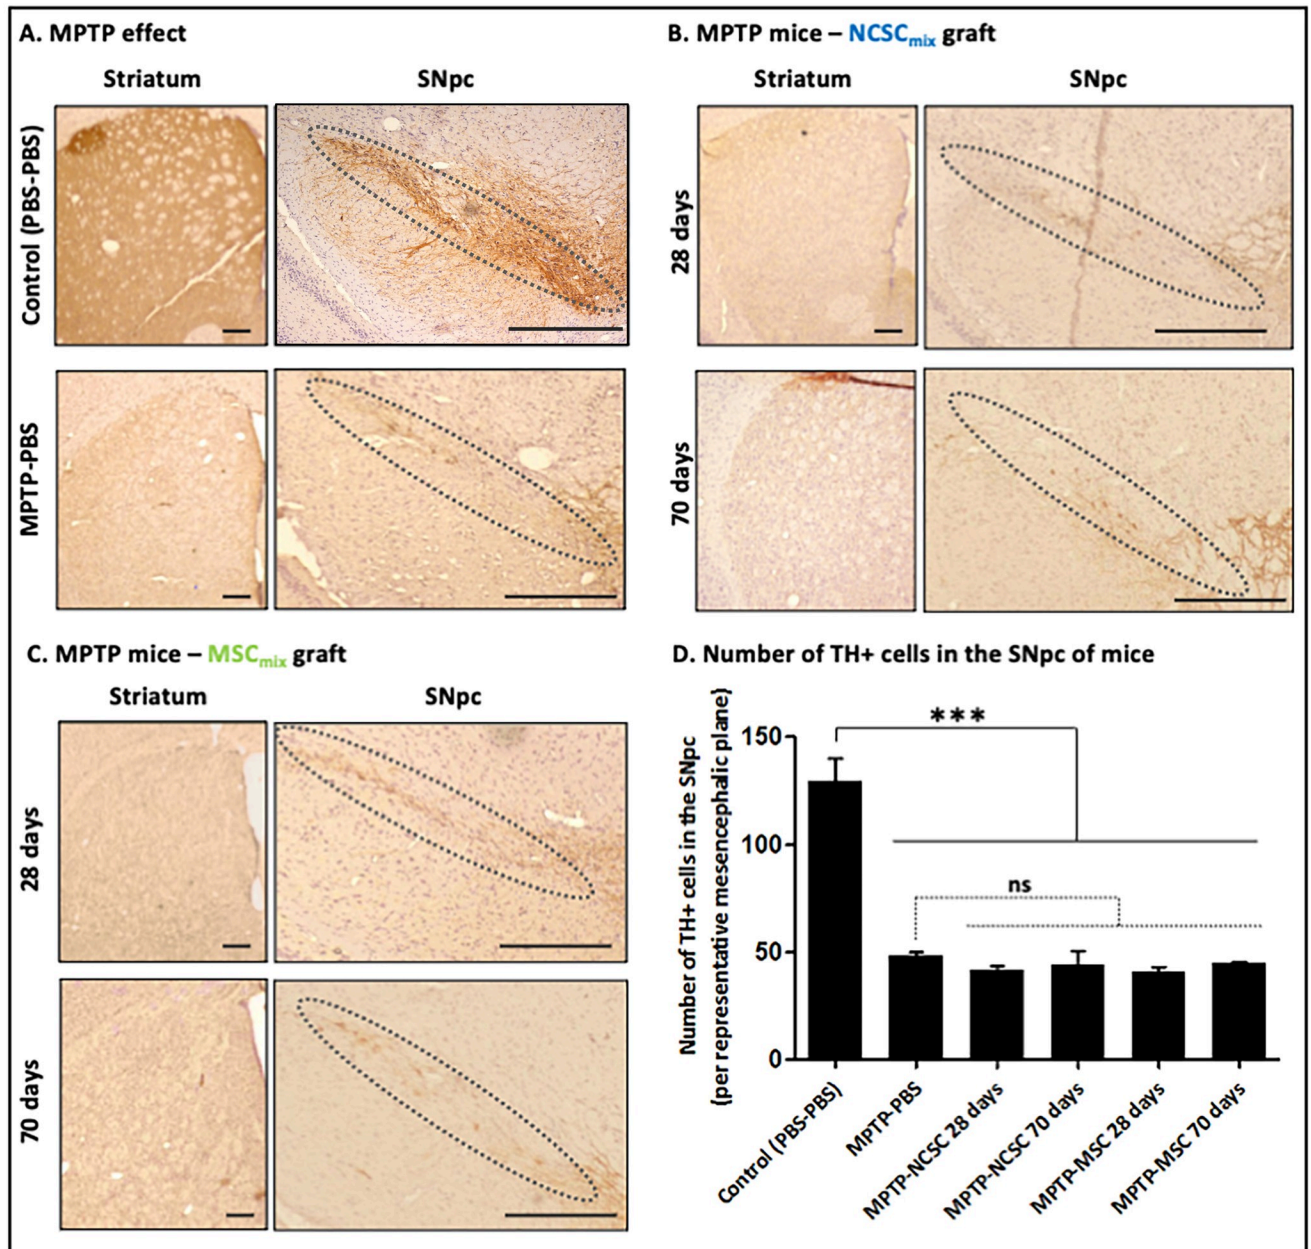 A. MPTP effect
Striatum
SNpc
Control (PBS-PBS)
MPTP-PBS
B. MPTP mice – NCSCmix graft
Striatum
SNpc
28 days
70 days
C. MPTP mice – MSCmix graft
Striatum
SNpc
28 days
70 days
D. Number of TH+ cells in the SNpc of mice
Number of TH+ cells in the SNpc
(per representative mesencephalic plane)
150
100
50
0
***
ns
Control (PBS-PBS)
MPTP-PBS
MPTP-NCSC 28 days
MPTP-NCSC 70 days
MPTP-MSC 28 days
MPTP-MSC 70 days